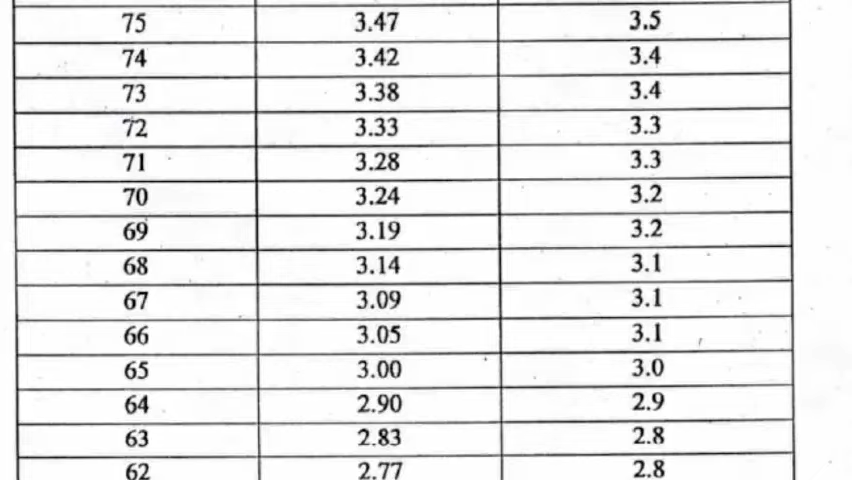 75 3.47 3.5
74 3.42 3.4
73 3.38 3.4
72 3.33 3.3
71 3.28 3.3
70 3.24 3.2
69 3.19 3.2
68 3.14 3.1
67 3.09 3.1
66 3.05 3.1
65 3.00 3.0
64 2.90 2.9
63 2.83 2.8
62 2.77 2.8